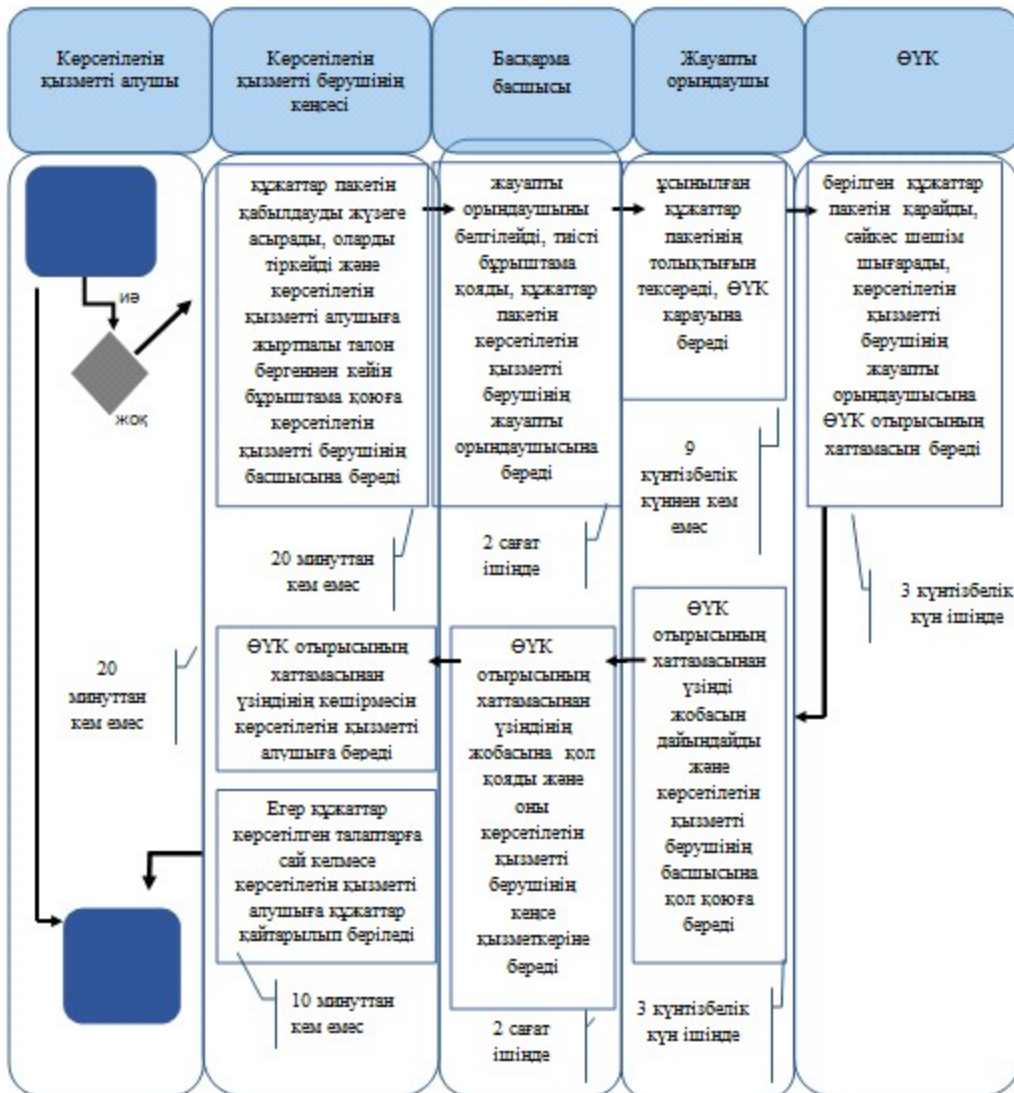 Көрсетілетін
қызметті алушы
Көрсетілетін
қызметті берушінің
кеңсесі
Басқарма
басшысы
Жауапты
орындаушы
ӨҮК
иә
жоқ
құжаттар пакетін
қабылдауды жүзеге
асырады, оларды
тіркейді және
көрсетілетін
қызметті алушыға
жыртпалы талон
бергеннен кейін
бұрыштама қоюға
көрсетілетін
қызметті берушінің
басшысына береді
жауапты
орындаушыны
белгілейді, тиісті
бұрыштама
қояды, құжаттар
пакетін
көрсетілетін
қызметті
берушінің
жауапты
орындаушысына
береді
ұсынылған
құжаттар
пакетінің
толықтығын
тексереді, ӨҮК
қарауына
береді
берілген құжаттар
пакетін қарайды,
сәйкес шешім
шығарады,
көрсетілетін
қызметті
берушінің
жауапты
орындаушысына
ӨҮК отырысының
хаттамасын береді
20 минуттан
кем емес
2 сағат
ішінде
9
күнтізбелік
күннен кем
емес
3 күнтізбелік
күн ішінде
20
минуттан
кем емес
ӨҮК отырысының
хаттамасынан
үзіндінің көшірмесін
көрсетілетін қызметті
алушыға береді
ӨҮК
отырысының
хаттамасынан
үзіндінің
жобасына қол
қояды және
оны
көрсетілетін
қызметті
берушінің
кеңсе
қызметкеріне
береді
ӨҮК
отырысының
хаттамасынан
үзінді
жобасын
дайындайды
және
көрсетілетін
қызметті
берушінің
басшысына
қол қоюға
береді
Егер құжаттар
көрсетілген талаптарға
сай келмесе
көрсетілетін қызметті
алушыға құжаттар
қайтарылып беріледі
10 минуттан
кем емес
2 сағат
ішінде
3 күнтізбелік
күн ішінде